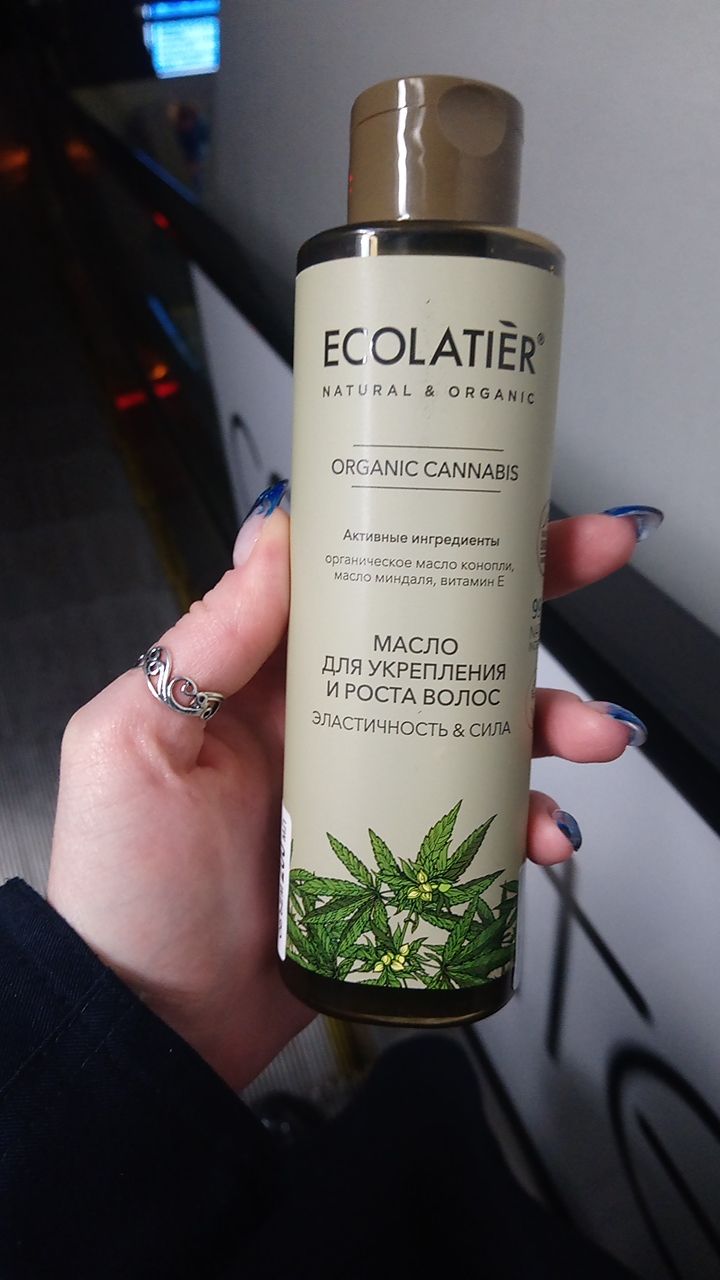 ECOLATIÈR®
NATURAL & ORGANIC
ORGANIC CANNABIS
Активные ингредиенты
органическое масло конопли,
масло миндаля, витамин Е
МАСЛО
ДЛЯ УКРЕПЛЕНИЯ
И РОСТА ВОЛОС
ЭЛАСТИЧНОСТЬ & СИЛА